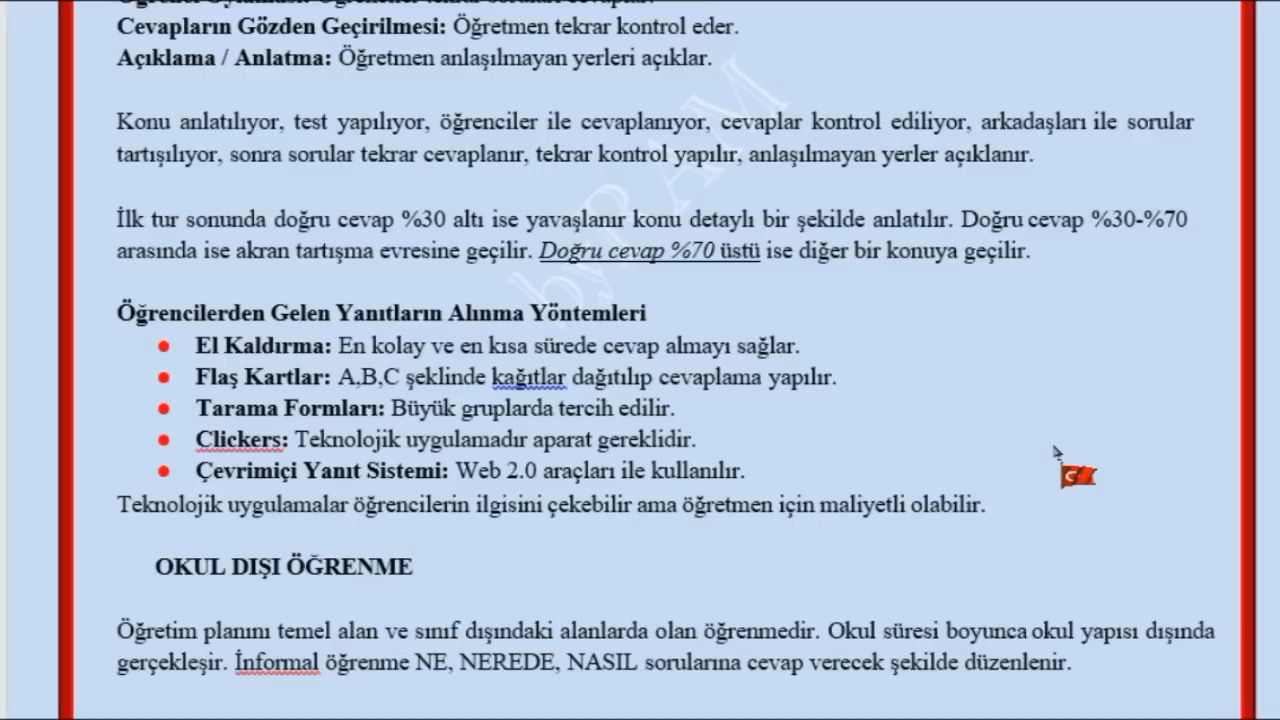 Öğrenci Oylaması: Öğrenciler tekrar soruları cevaplar.
Cevapların Gözden Geçirilmesi: Öğretmen tekrar kontrol eder.
Açıklama / Anlatma: Öğretmen anlaşılmayan yerleri açıklar.
Konu anlatılıyor, test yapılıyor, öğrenciler ile cevaplanıyor, cevaplar kontrol ediliyor, arkadaşları ile sorular
tartışılıyor, sonra sorular tekrar cevaplanır, tekrar kontrol yapılır, anlaşılmayan yerler açıklanır.
İlk tur sonunda doğru cevap %30 altı ise yavaşlanır konu detaylı bir şekilde anlatılır. Doğru cevap %30-%70
arasında ise akran tartışma evresine geçilir. Doğru cevap %70 üstü ise diğer bir konuya geçilir.
Öğrencilerden Gelen Yanıtların Alınma Yöntemleri
El Kaldırma: En kolay ve en kısa sürede cevap almayı sağlar.
Flaş Kartlar: A,B,C şeklinde kağıtlar dağıtılıp cevaplama yapılır.
Tarama Formları: Büyük gruplarda tercih edilir.
Clickers: Teknolojik uygulamadır aparat gereklidir.
Çevrimiçi Yanıt Sistemi: Web 2.0 araçları ile kullanılır.
Teknolojik uygulamalar öğrencilerin ilgisini çekebilir ama öğretmen için maliyetli olabilir.
OKUL DIŞI ÖĞRENME
Öğretim planını temel alan ve sınıf dışındaki alanlarda olan öğrenmedir. Okul süresi boyunca okul yapısı dışında
gerçekleşir. İnformal öğrenme NE, NEREDE, NASIL sorularına cevap verecek şekilde düzenlenir.